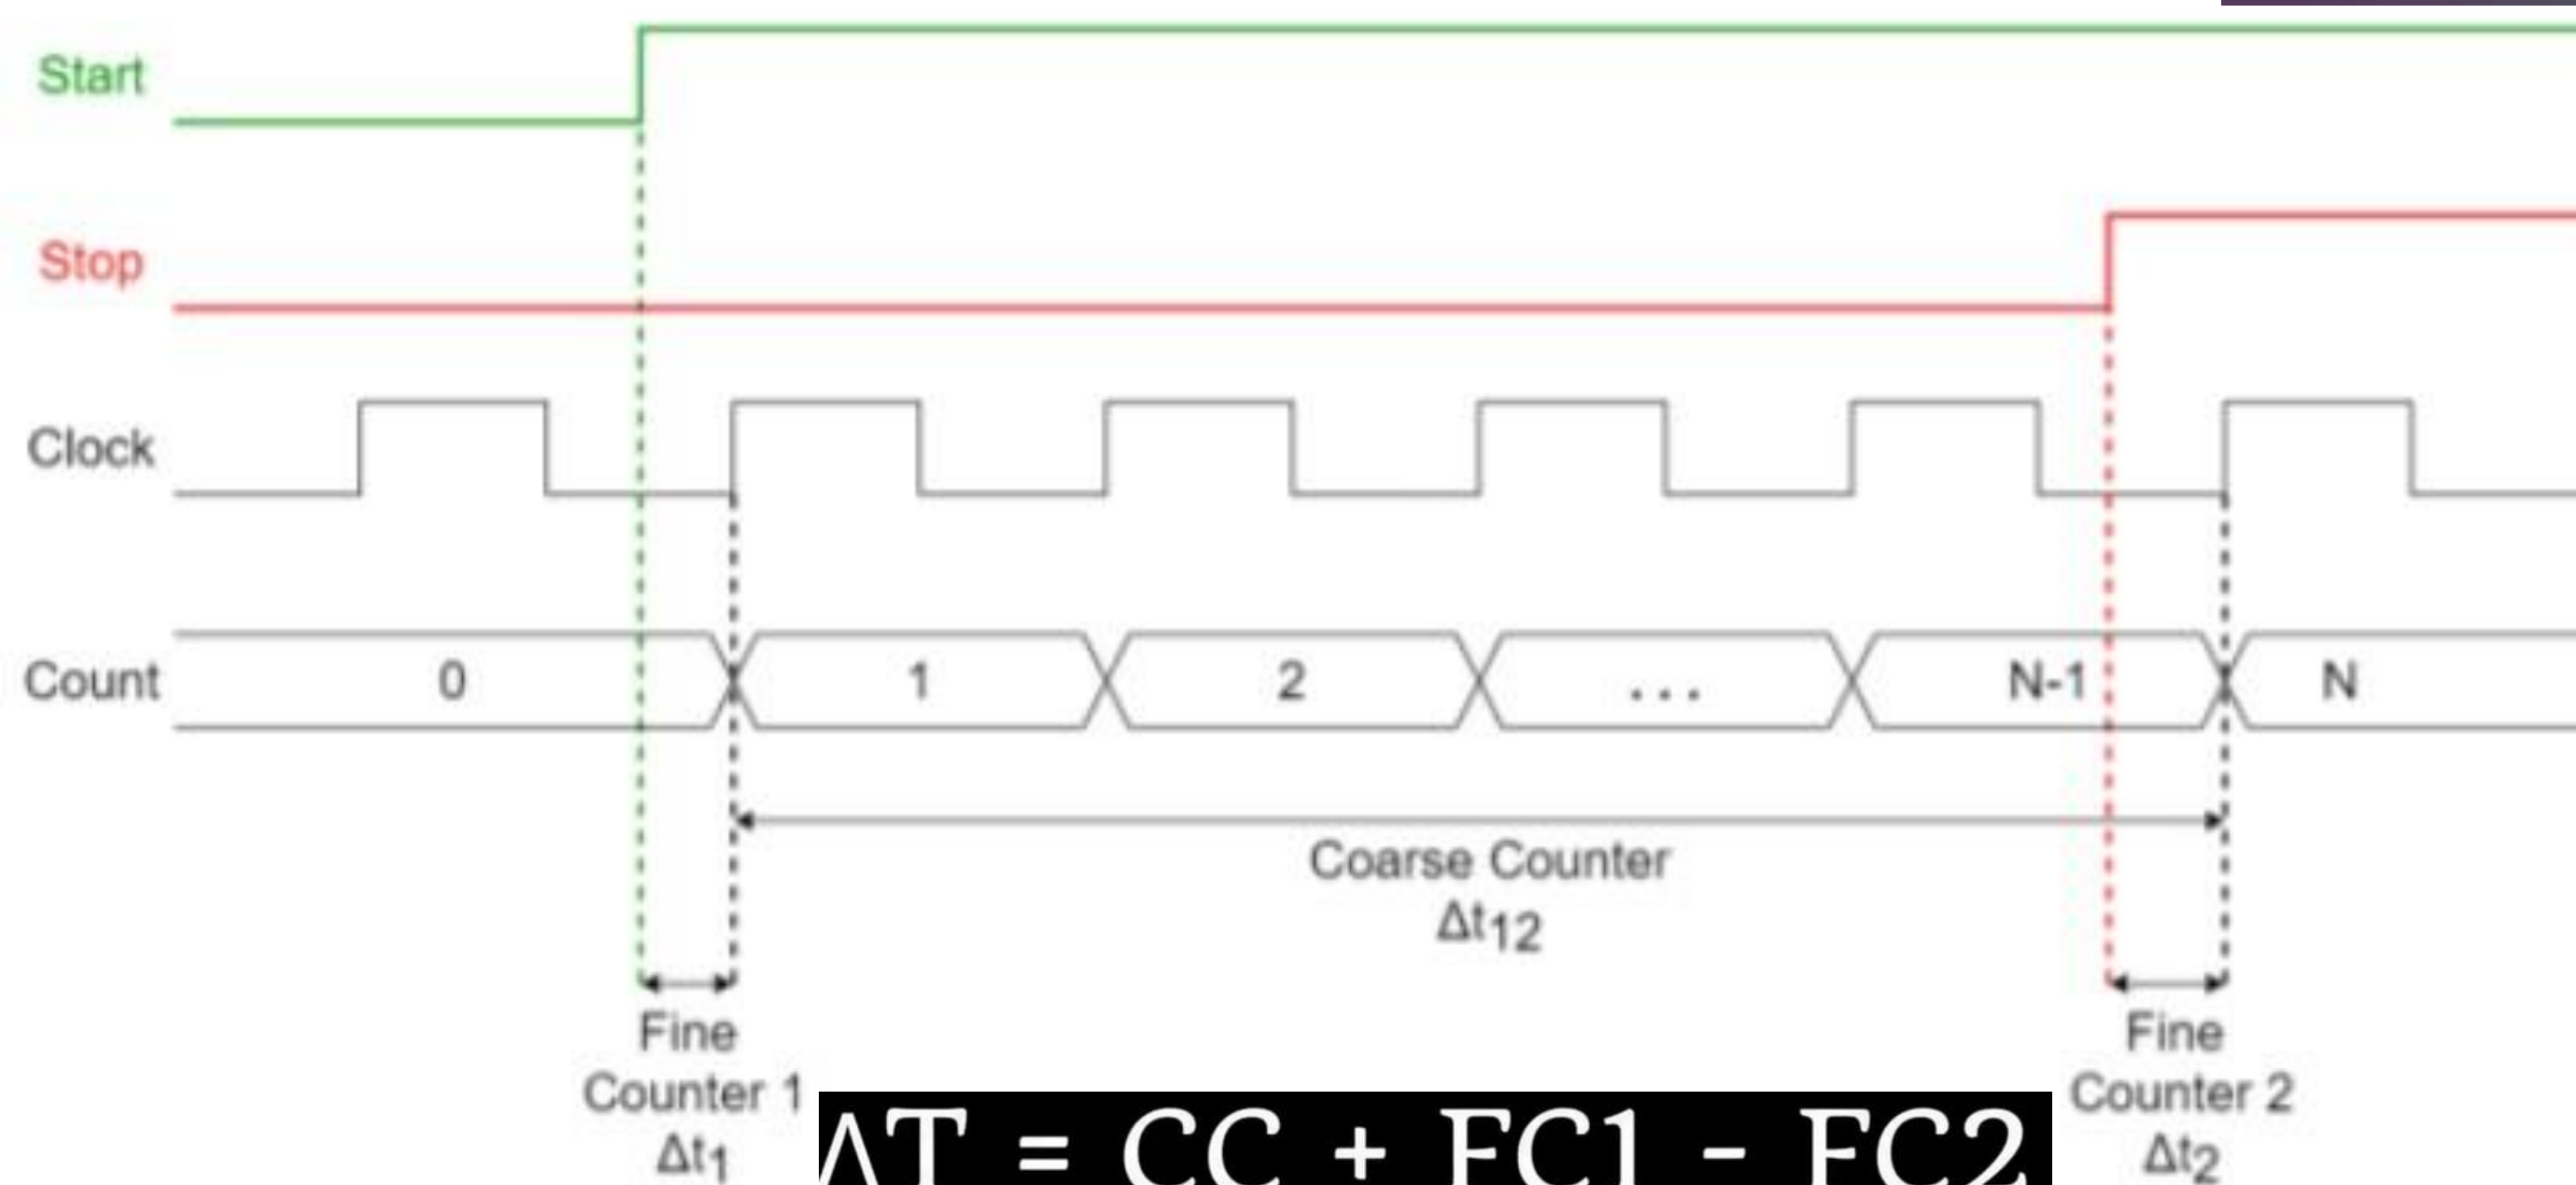 Start
Stop
Clock
Count
0
1
2
...
N-1
N
Coarse Counter
Δt12
Fine
Counter 1
Δt1
Fine
Counter 2
Δt2
ΔT = CC + FC1 - FC2